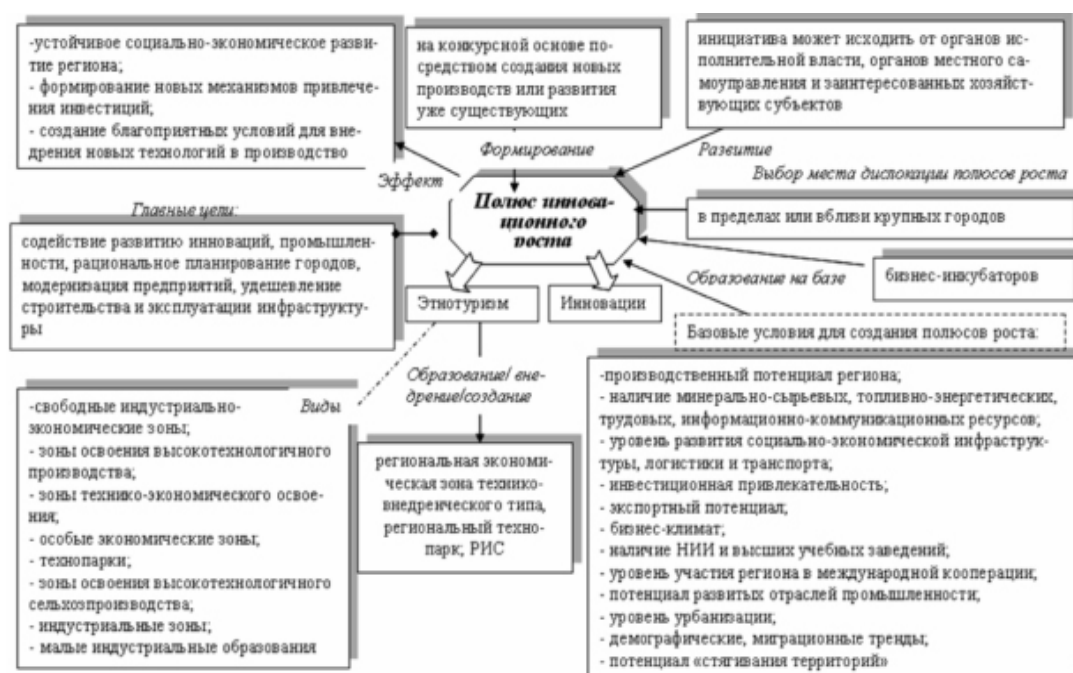 -устойчивое социально-экономическое разви-
тие региона;
- формирование новых механизмов привлече-
ния инвестиций;
- создание благоприятных условий для вне-
дрения новых технологий в производство
на конкурсной основе по-
средством создания новых
производств или развития
уже существующих
инициатива может исходить от органов ис-
полнительной власти, органов местного са-
моуправления и заинтересованных хозяйст-
вующих субъектов
Формирование
Развитие
Эффект
Выбор места дислокации полюсов роста
Полюс иннова-
ционного
роста
в пределах или вблизи крупных городов
Главные цели:
содействие развитию инноваций, промышлен-
ности, рациональное планирование городов,
модернизация предприятий, удешевление
строительства и эксплуатации инфраструкту-
ры
Образование на базе
бизнес-инкубаторов
Этнотуризм
Инновации
Базовые условия для создания полюсов роста:
Образование/ вне-
дрение/создание
Виды
-свободные индустриально-
экономические зоны;
- зоны освоения высокотехнологичного
производства;
- зоны технико-экономического освое-
ния;
- особые экономические зоны;
- технопарки;
- зоны освоения высокотехнологичного
сельхозпроизводства;
- индустриальные зоны;
- малые индустриальные образования
региональная экономи-
ческая зона технико-
внедренческого типа,
региональный техно-
парк; РИС
-производственный потенциал региона;
- наличие минерально-сырьевых, топливно-энергетических,
трудовых, информационно-коммуникационных ресурсов;
- уровень развития социально-экономической инфраструк-
туры, логистики и транспорта;
- инвестиционная привлекательность;
- экспортный потенциал;
- бизнес-климат;
- наличие НИИ и высших учебных заведений;
- уровень участия региона в международной кооперации;
- потенциал развитых отраслей промышленности;
- уровень урбанизации;
- демографические, миграционные тренды;
- потенциал «стягивания территорий»